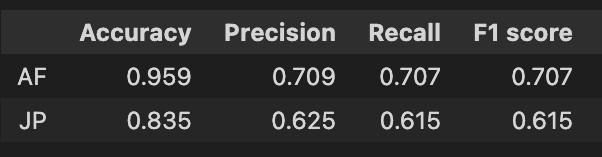 Accuracy Precision Recall F1 score
AF 0.959 0.709 0.707 0.707
JP 0.835 0.625 0.615 0.615